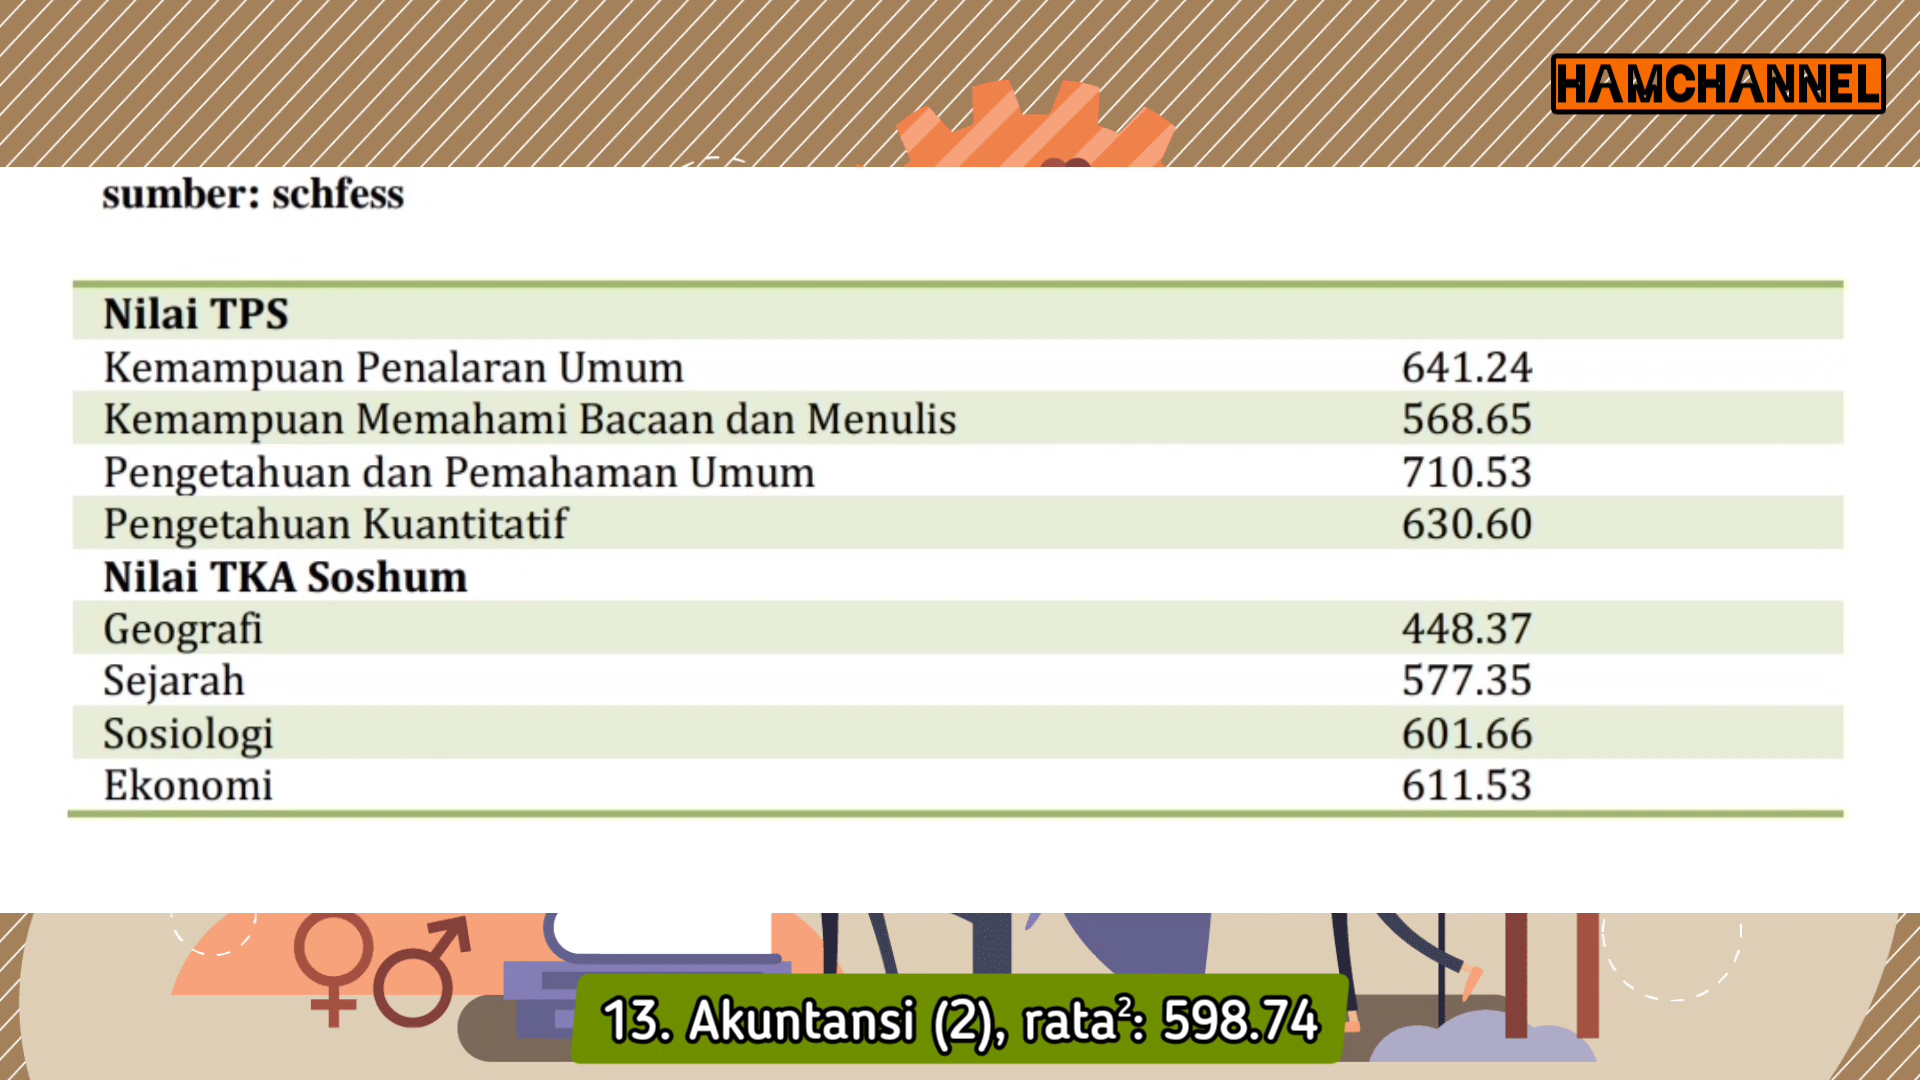 HAMCHANNEL
sumber: schfess
Nilai TPS
Kemampuan Penalaran Umum 641.24
Kemampuan Memahami Bacaan dan Menulis 568.65
Pengetahuan dan Pemahaman Umum 710.53
Pengetahuan Kuantitatif 630.60
Nilai TKA Soshum
Geografi 448.37
Sejarah 577.35
Sosiologi 601.66
Ekonomi 611.53
13. Akuntansi (2), rata²: 598.74